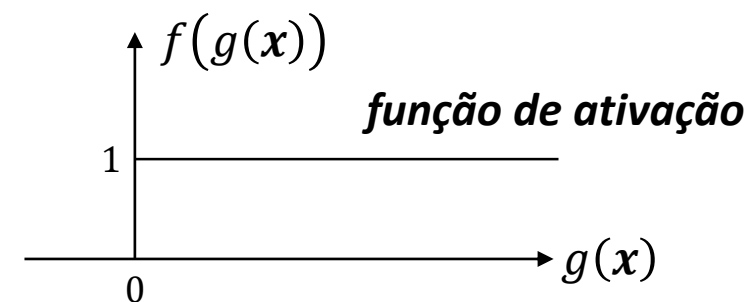 f(g(x))
função de ativação
1
g(x)
0